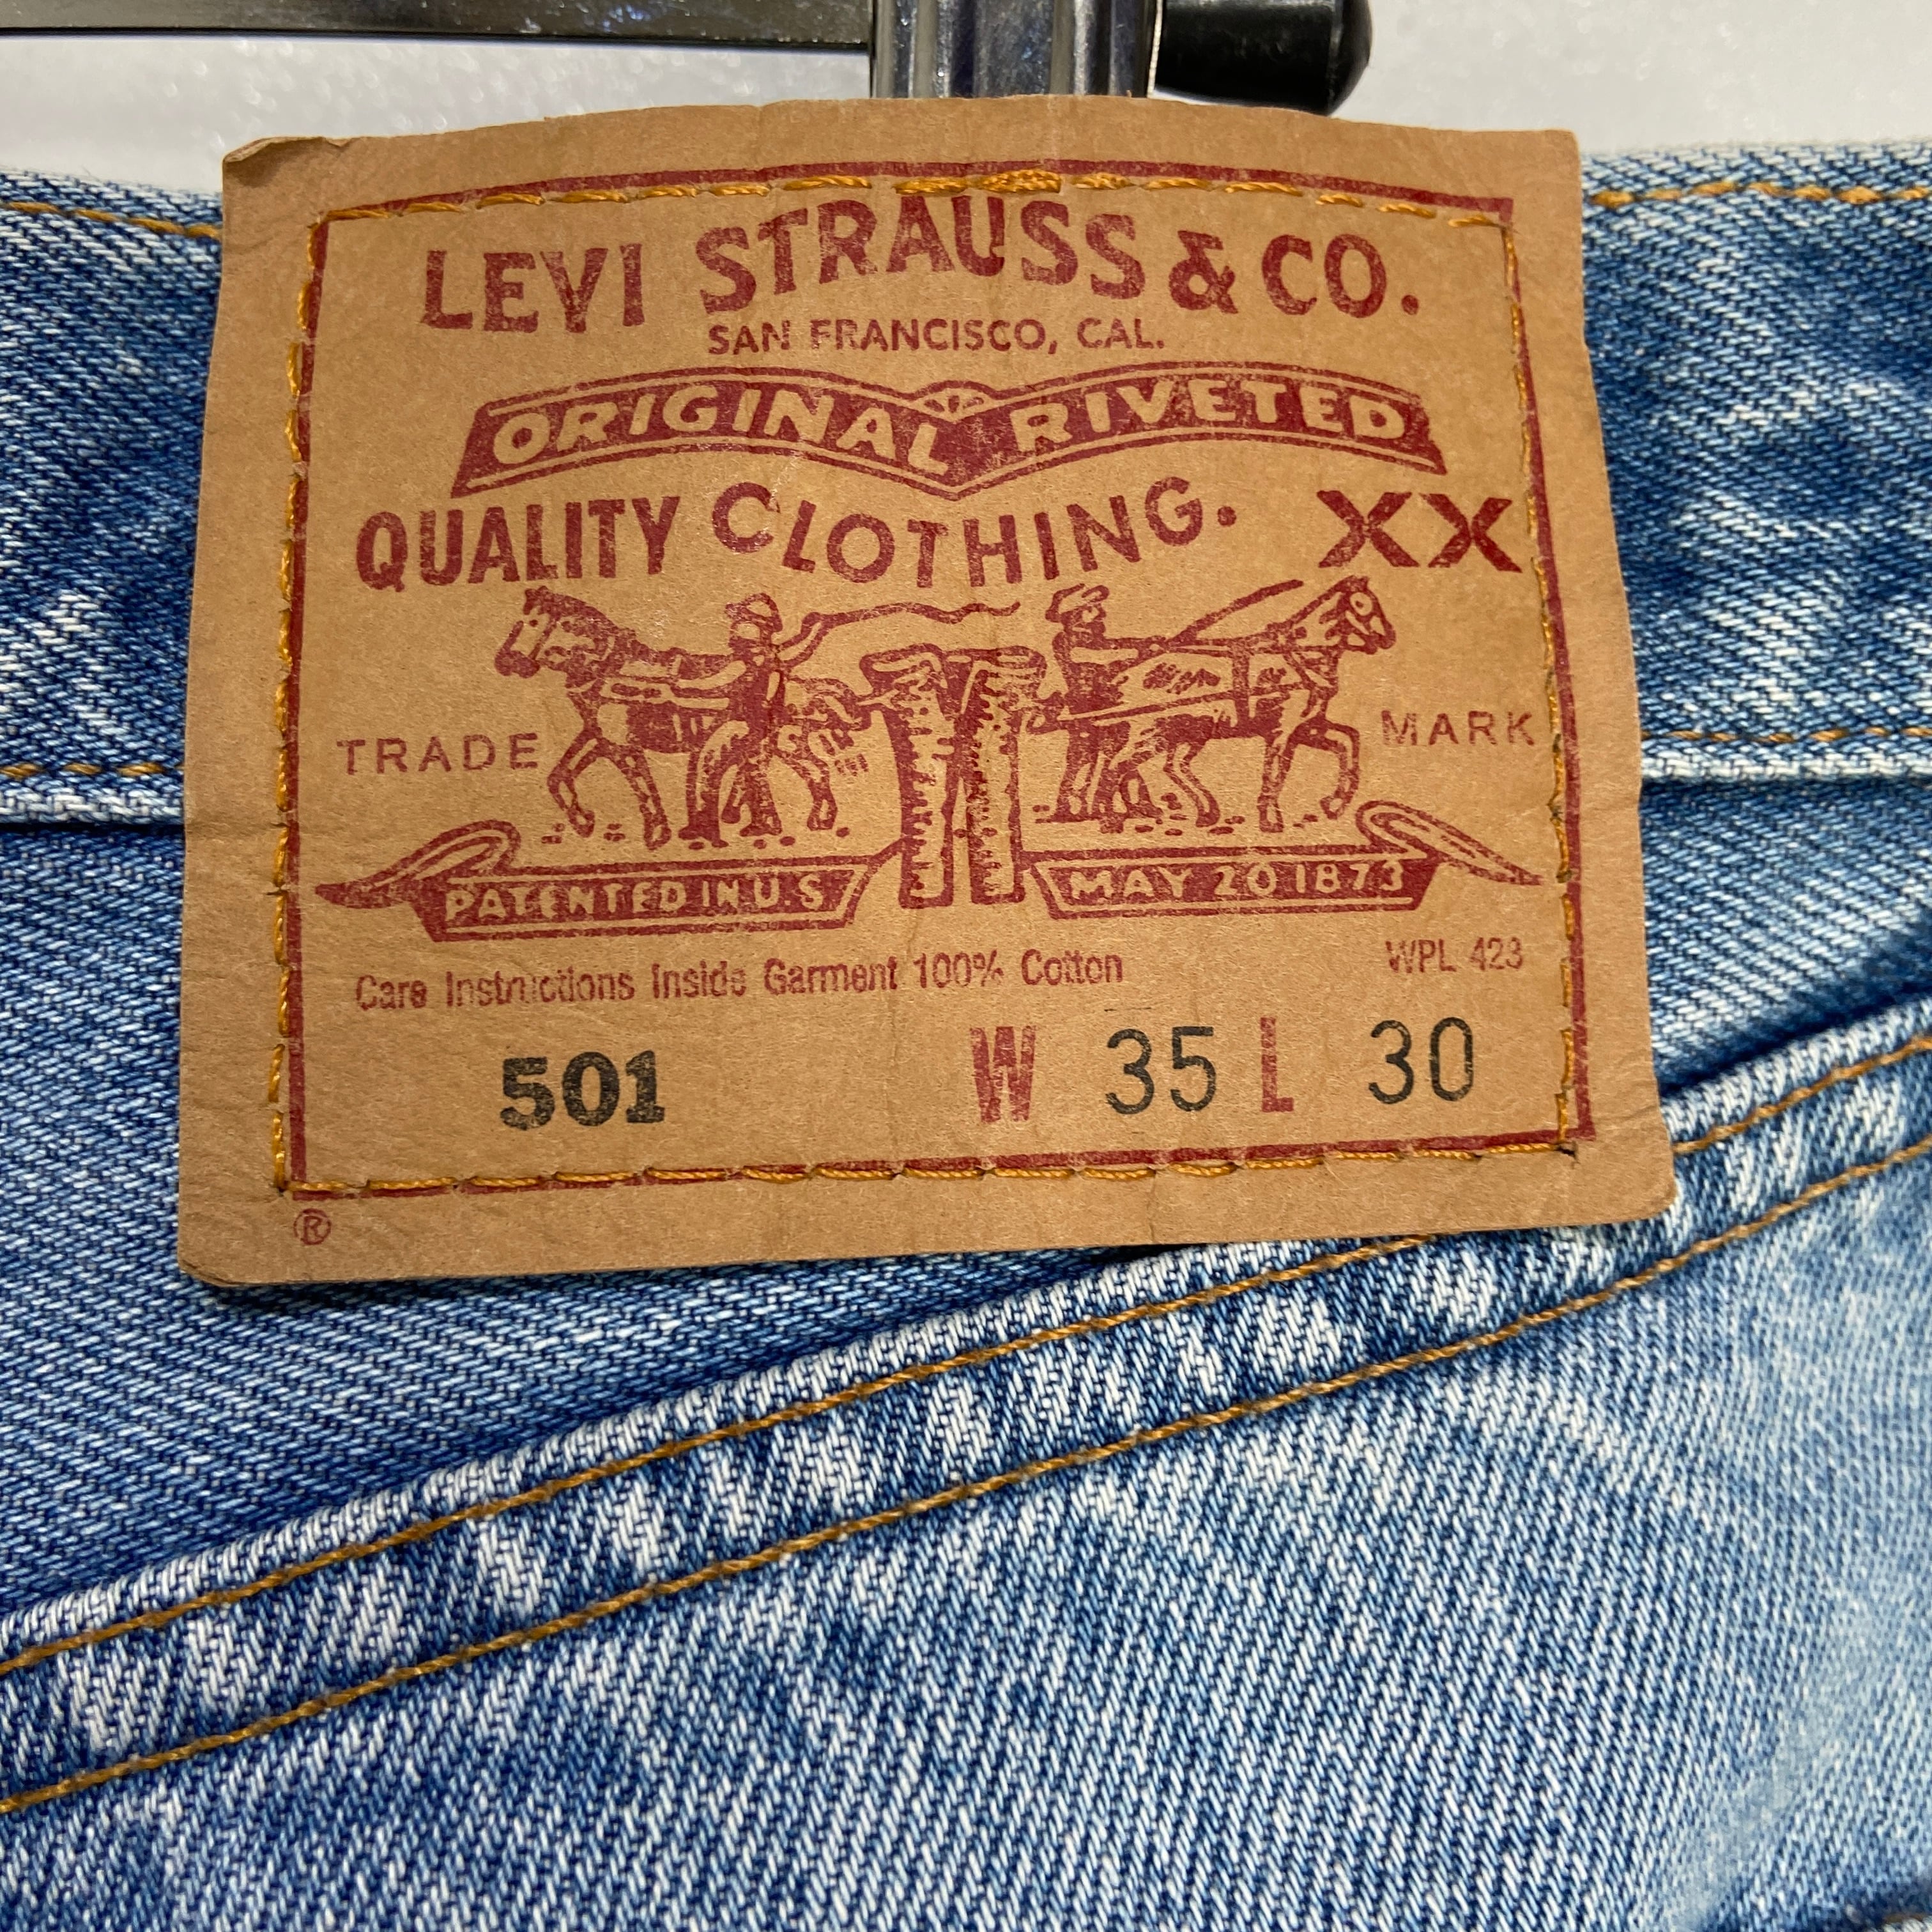 LEVI STRAUSS & CO.
SAN FRANCISCO, CAL.
ORIGINAL RIVETED
QUALITY CLOTHING. XX
TRADE MARK
PATENTED IN U.S MAY 20 1873
Care Instructions Inside Garment 100% Cotton WPL 423
501 W 35 L 30
®